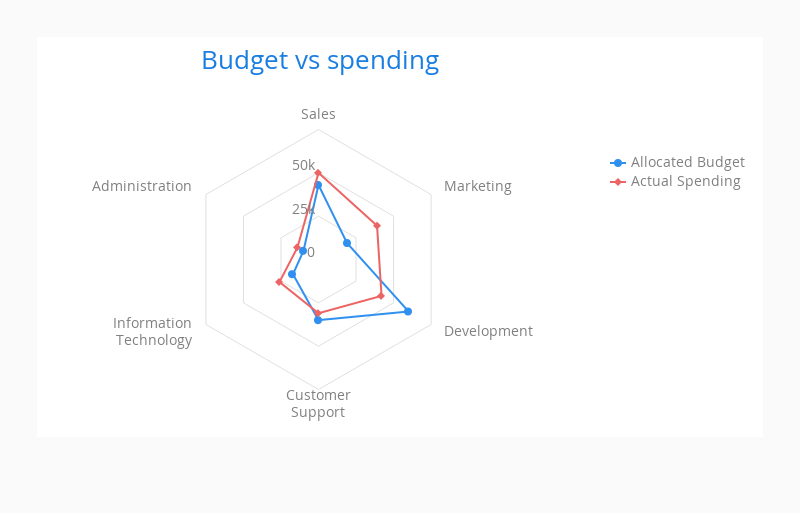 Budget vs spending
Sales
50k
Allocated Budget
Actual Spending
Administration
Marketing
25k
0
Information
Technology
Development
Customer
Support